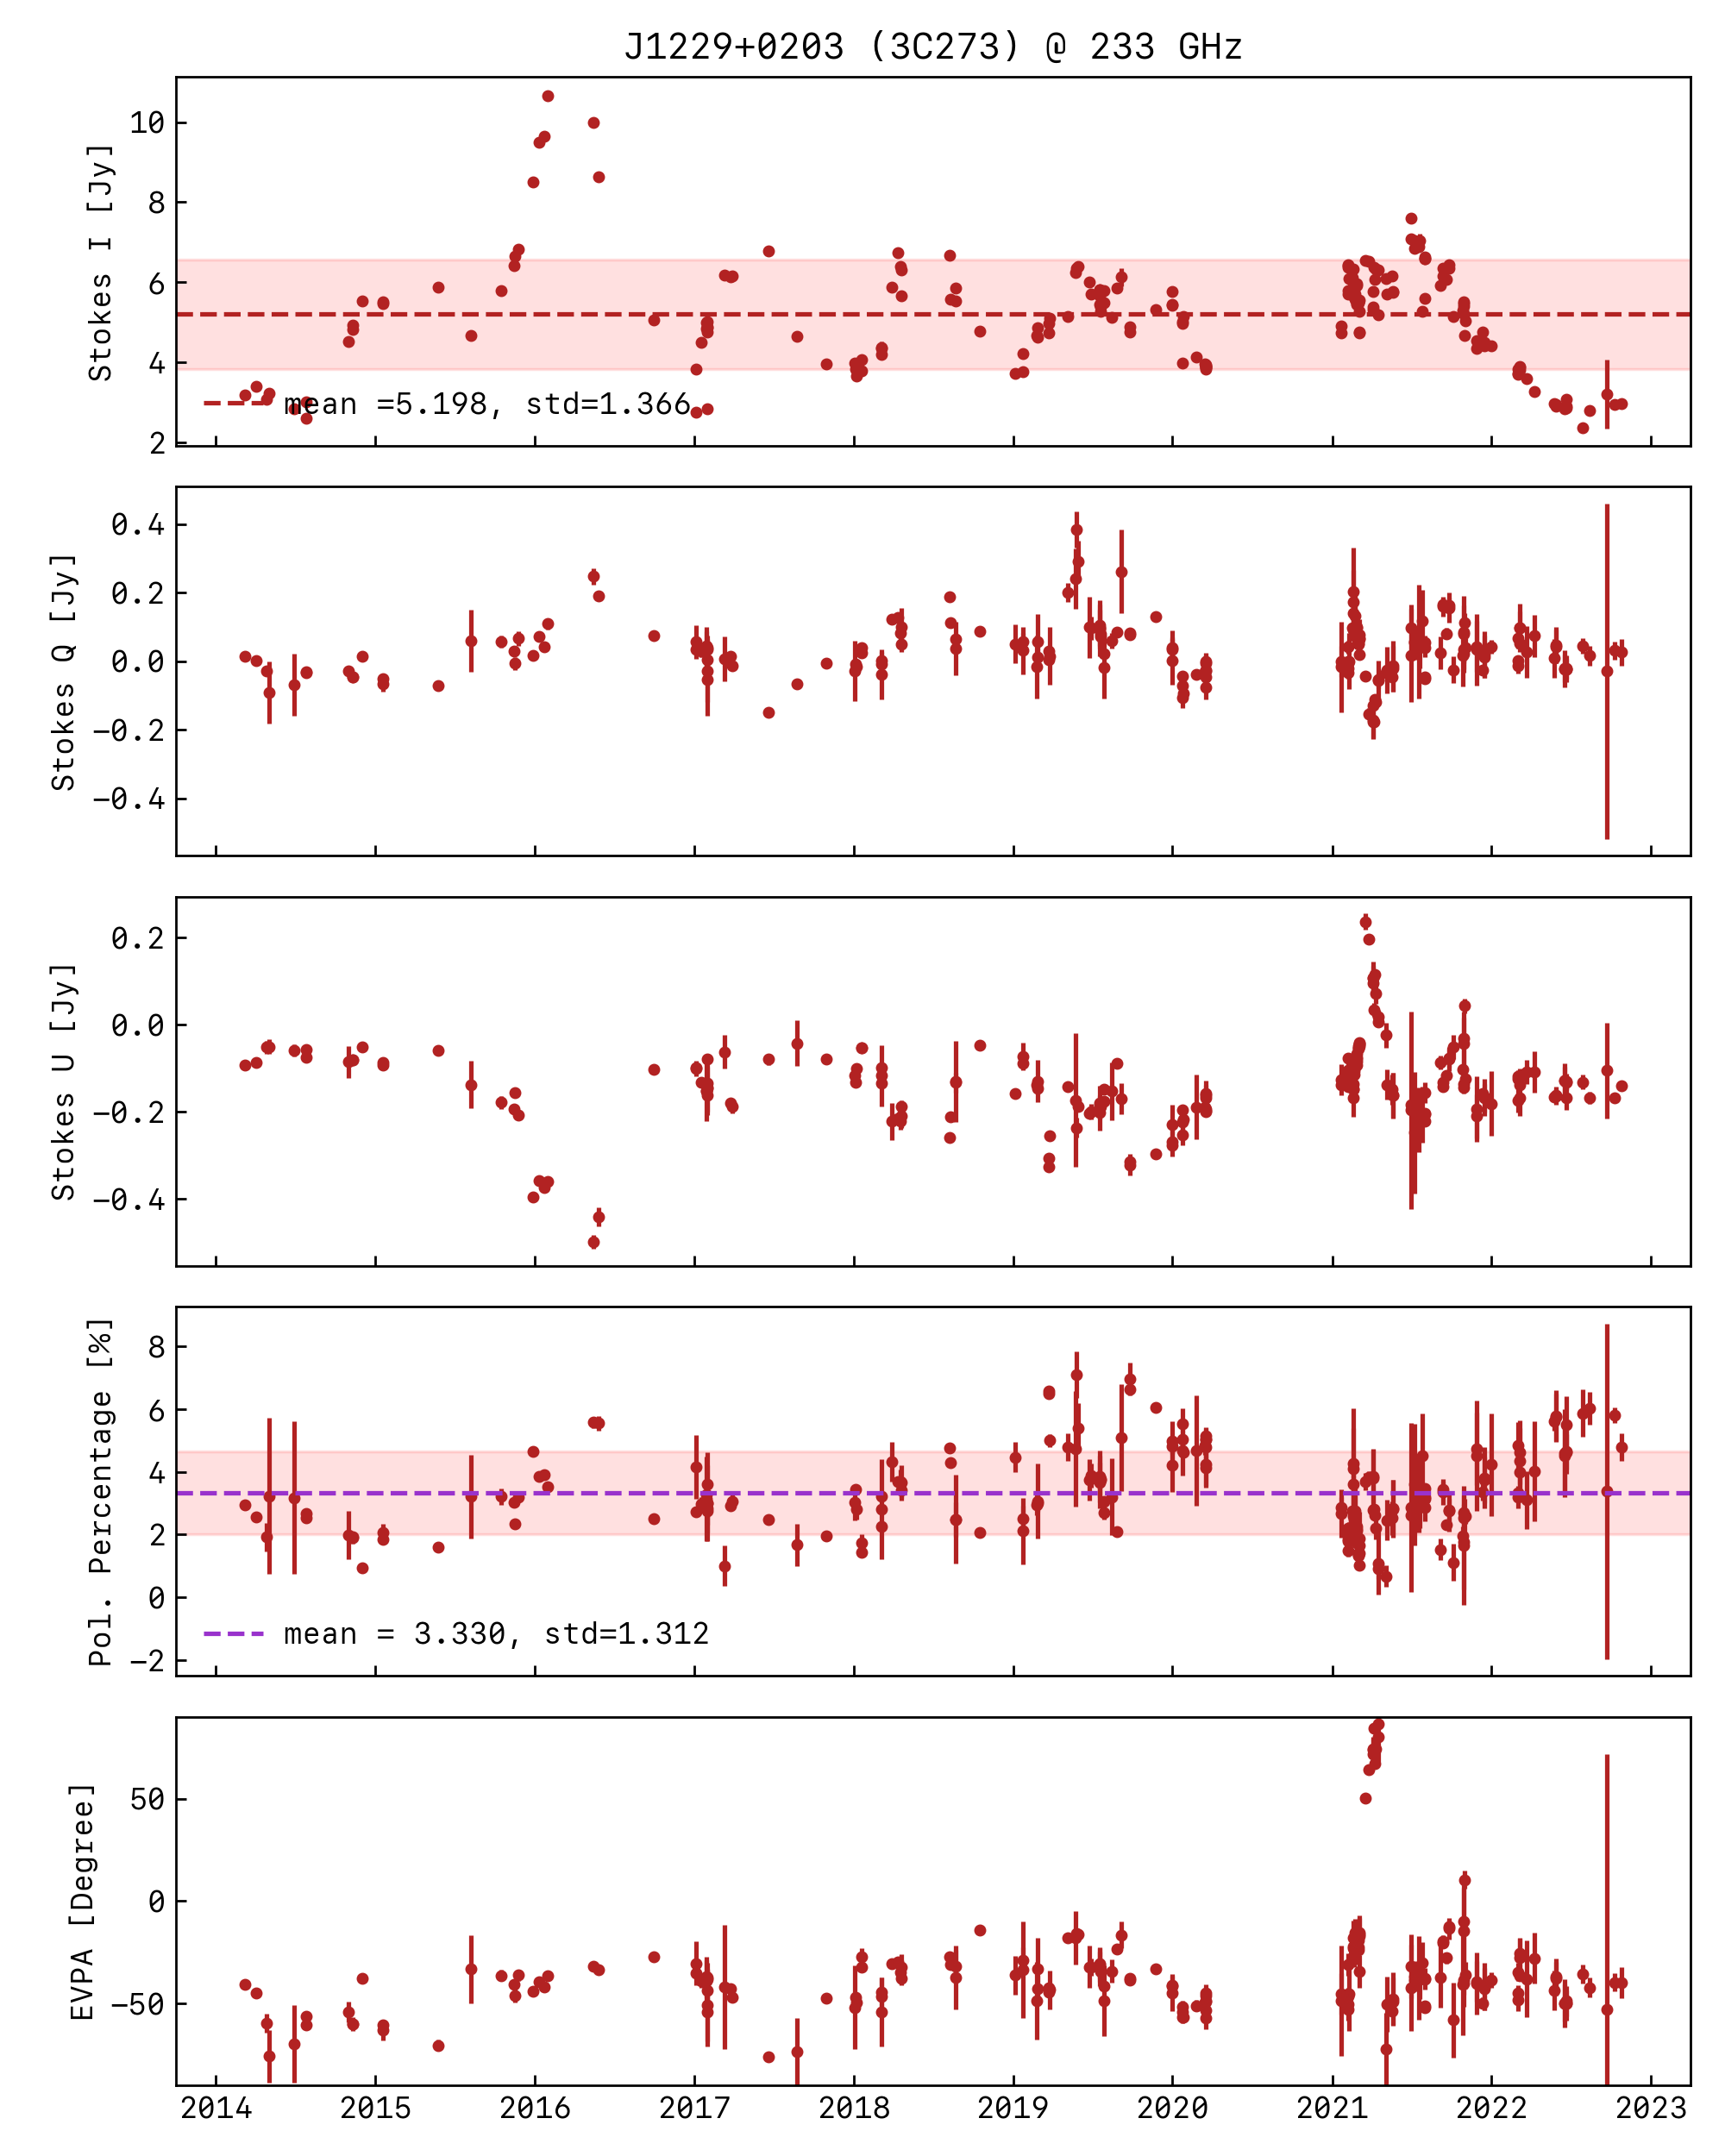 J1229+0203 (3C273) @ 233 GHz
Stokes I [Jy]
10
8
6
4
2
mean =5.198, std=1.366
Stokes Q [Jy]
0.4
0.2
0.0
−0.2
−0.4
Stokes U [Jy]
0.2
0.0
−0.2
−0.4
Pol. Percentage [%]
8
6
4
2
0
−2
mean = 3.330, std=1.312
EVPA [Degree]
50
0
−50
2014 2015 2016 2017 2018 2019 2020 2021 2022 2023